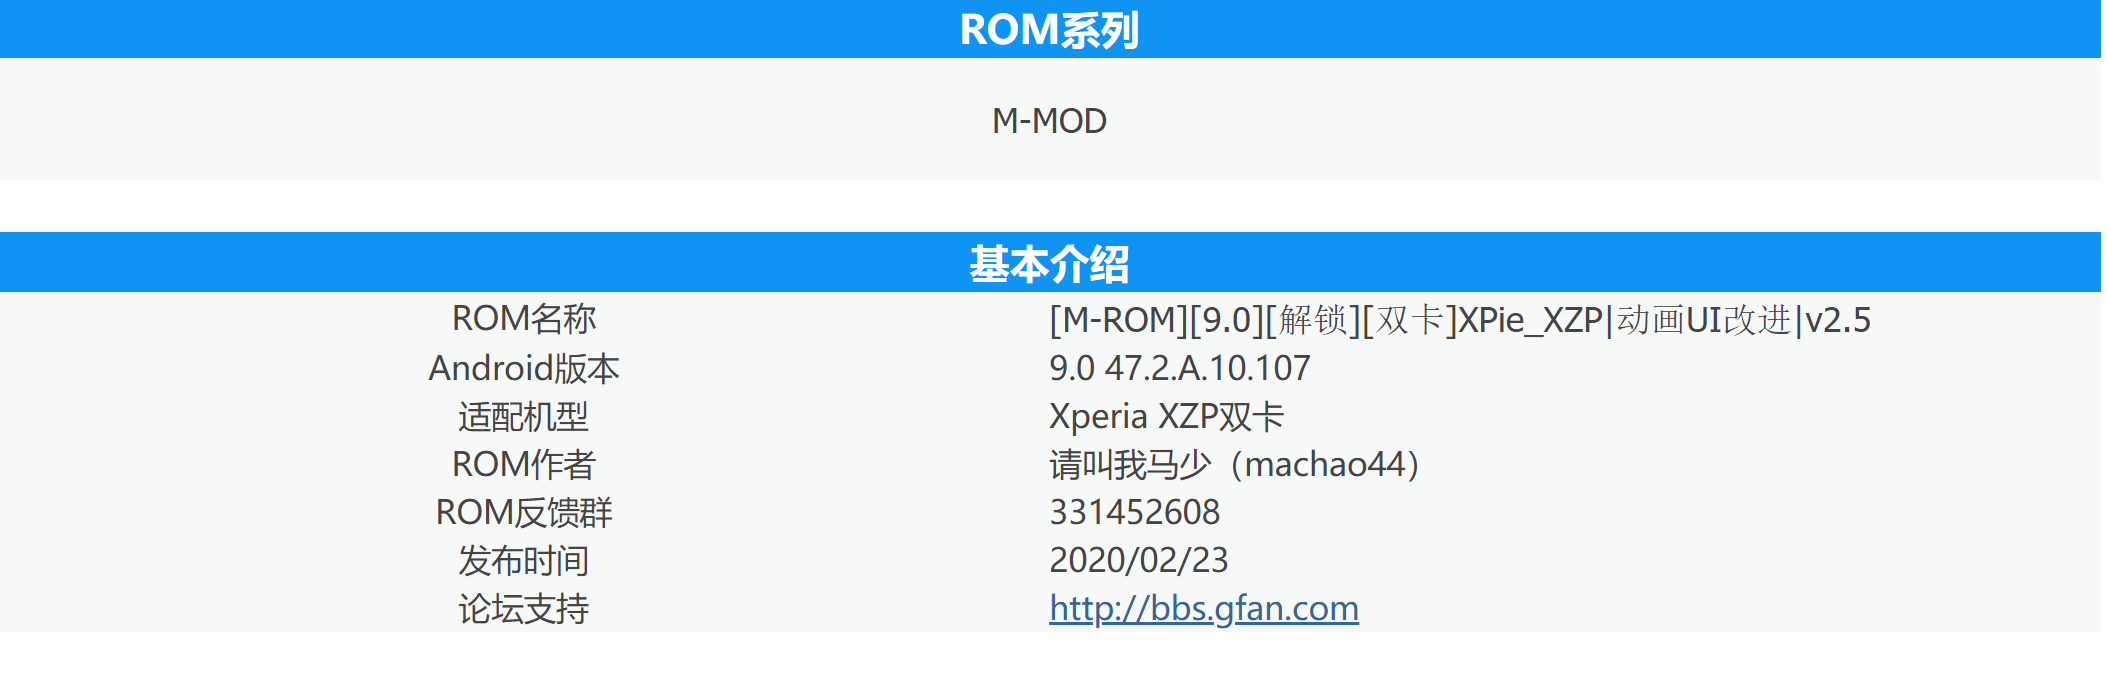 ROM系列
M-MOD
基本介绍
ROM名称 [M-ROM][9.0][解锁][双卡]XPie_XZP|动画UI改进|v2.5
Android版本 9.0 47.2.A.10.107
适配机型 Xperia XZP双卡
ROM作者 请叫我马少（machao44）
ROM反馈群 331452608
发布时间 2020/02/23
论坛支持 http://bbs.gfan.com